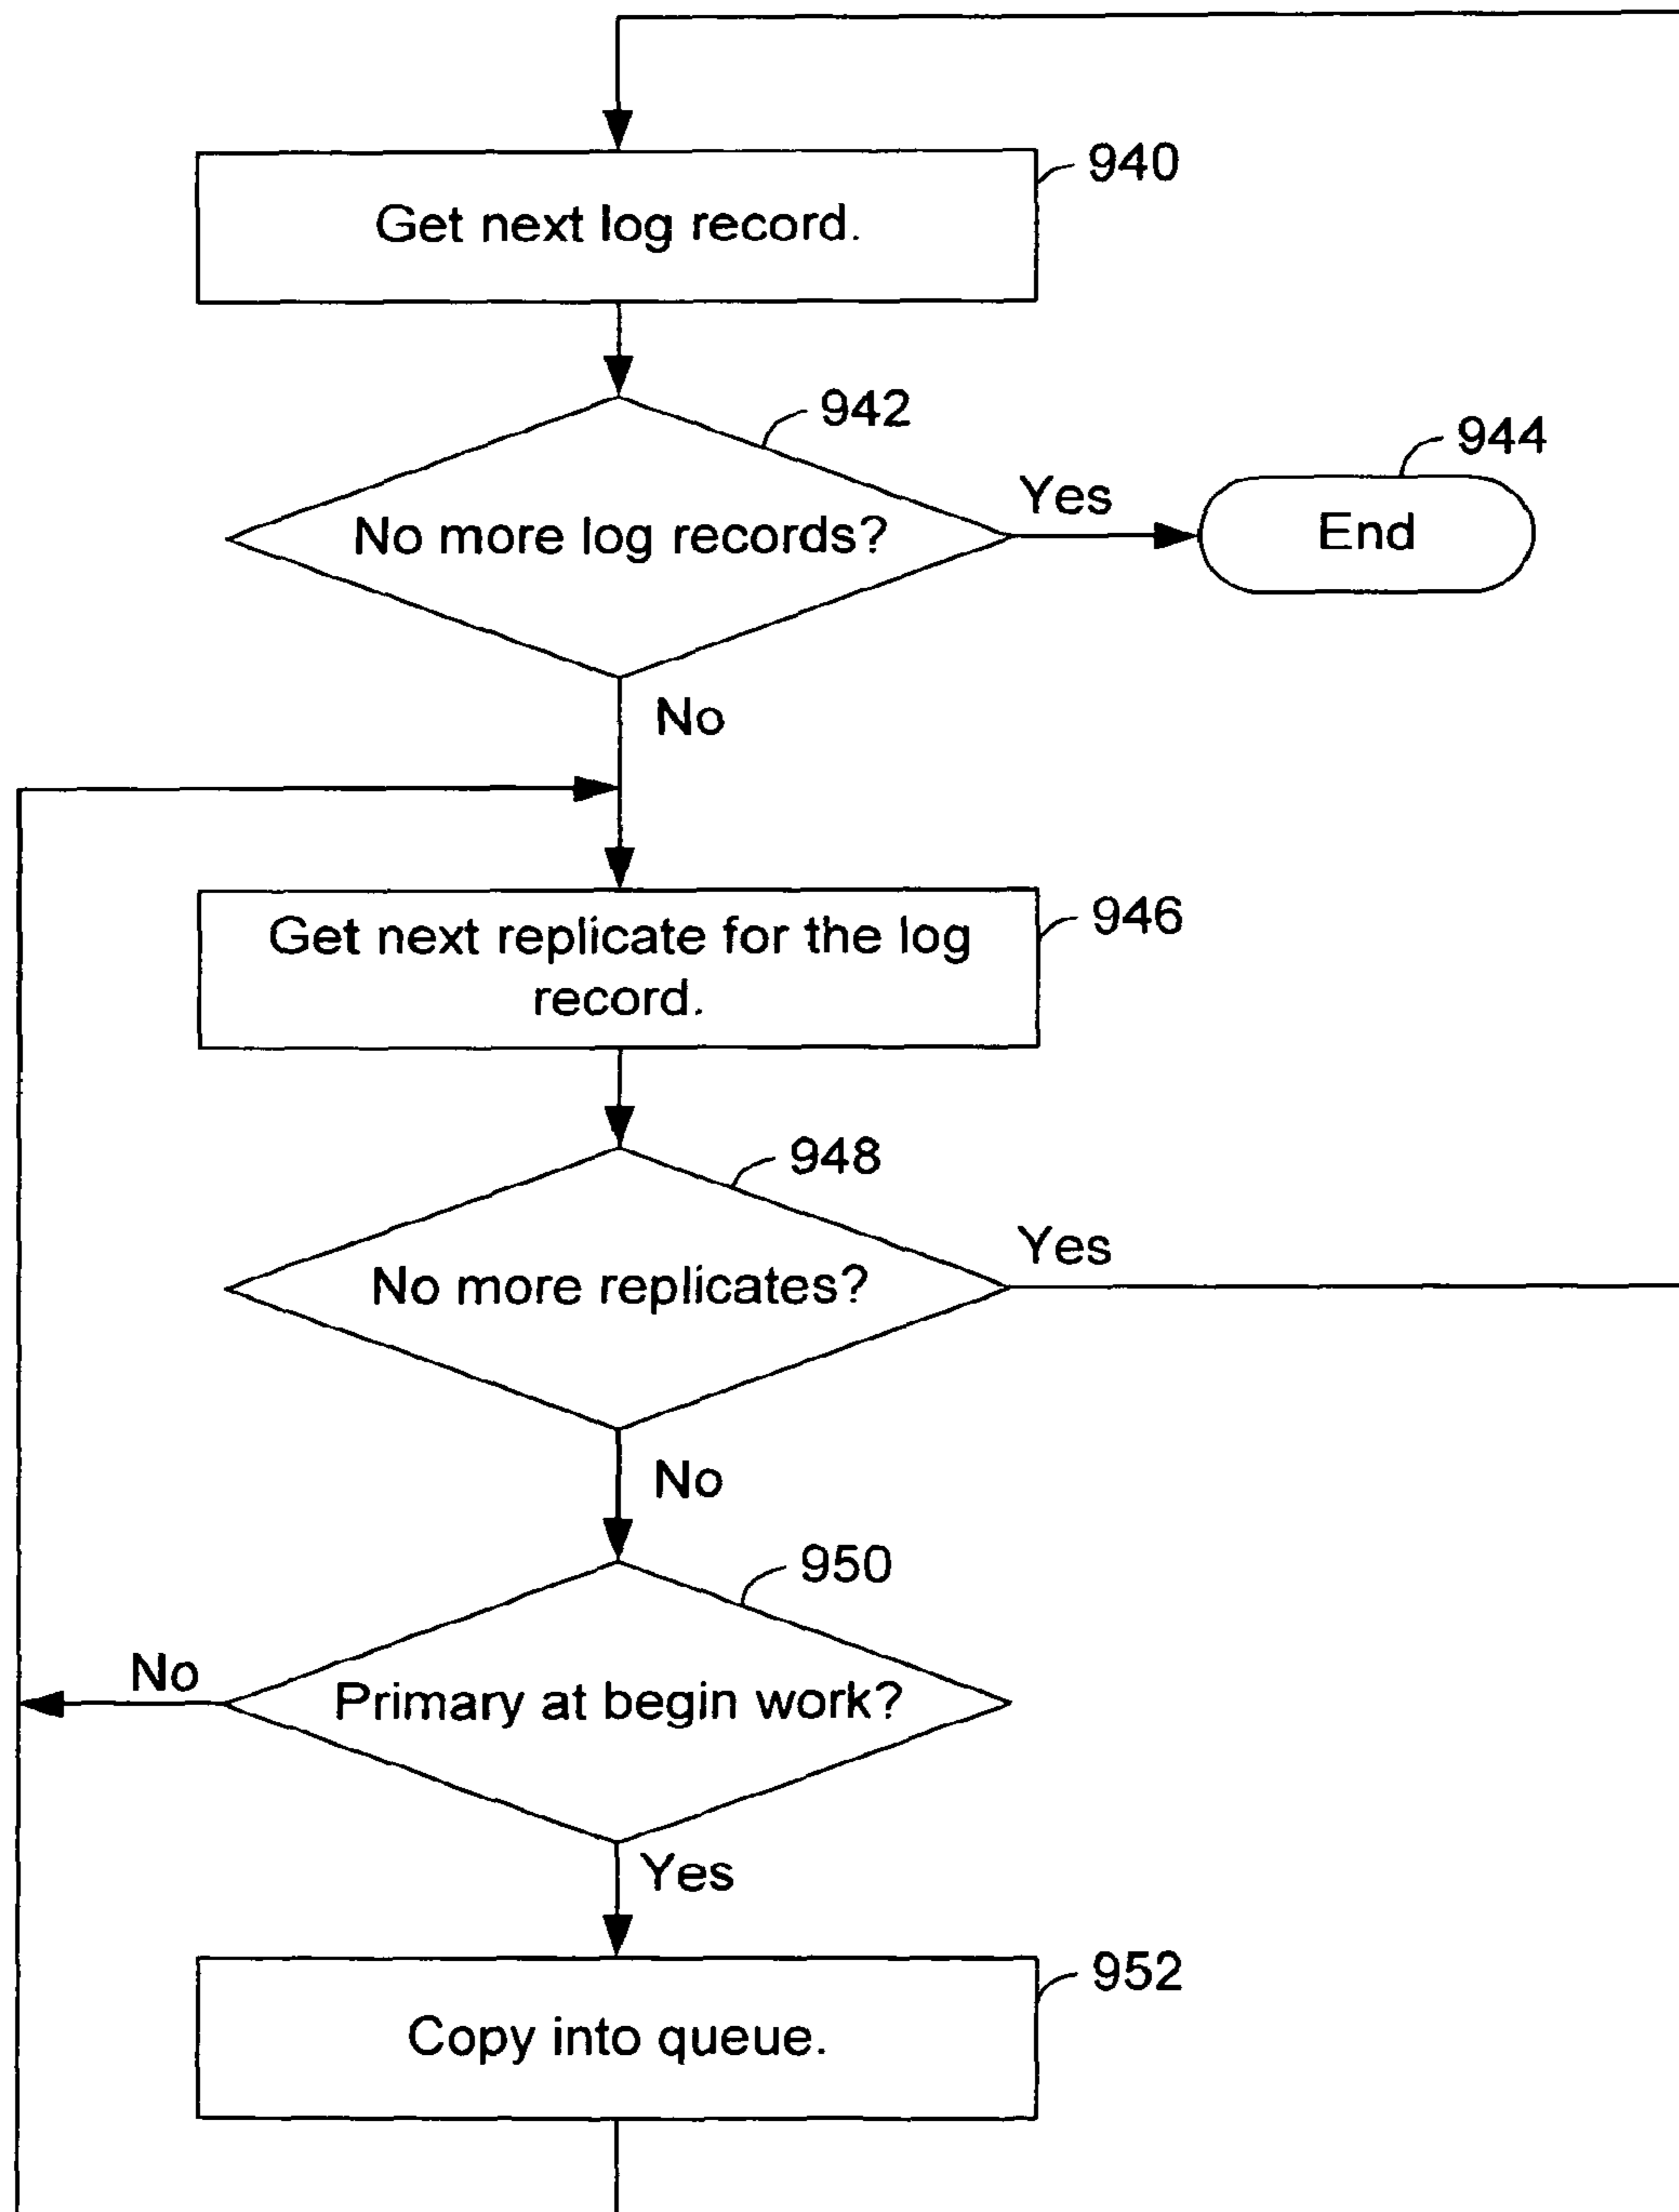 940
Get next log record.
942
944
No more log records?
Yes
End
No
946
Get next replicate for the log
record.
948
No more replicates?
Yes
No
950
No
Primary at begin work?
Yes
952
Copy into queue.